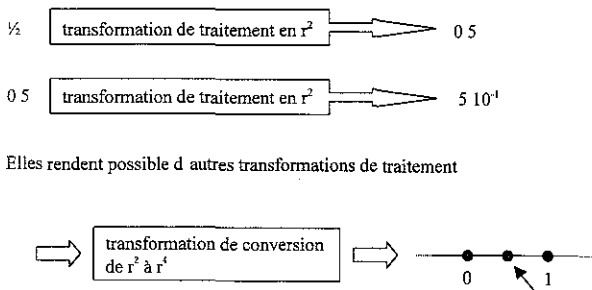 ½ transformation de traitement en r² 0 5
0 5 transformation de traitement en r² 5 10⁻¹
Elles rendent possible d autres transformations de traitement
transformation de conversion
de r² à r⁴
0 1